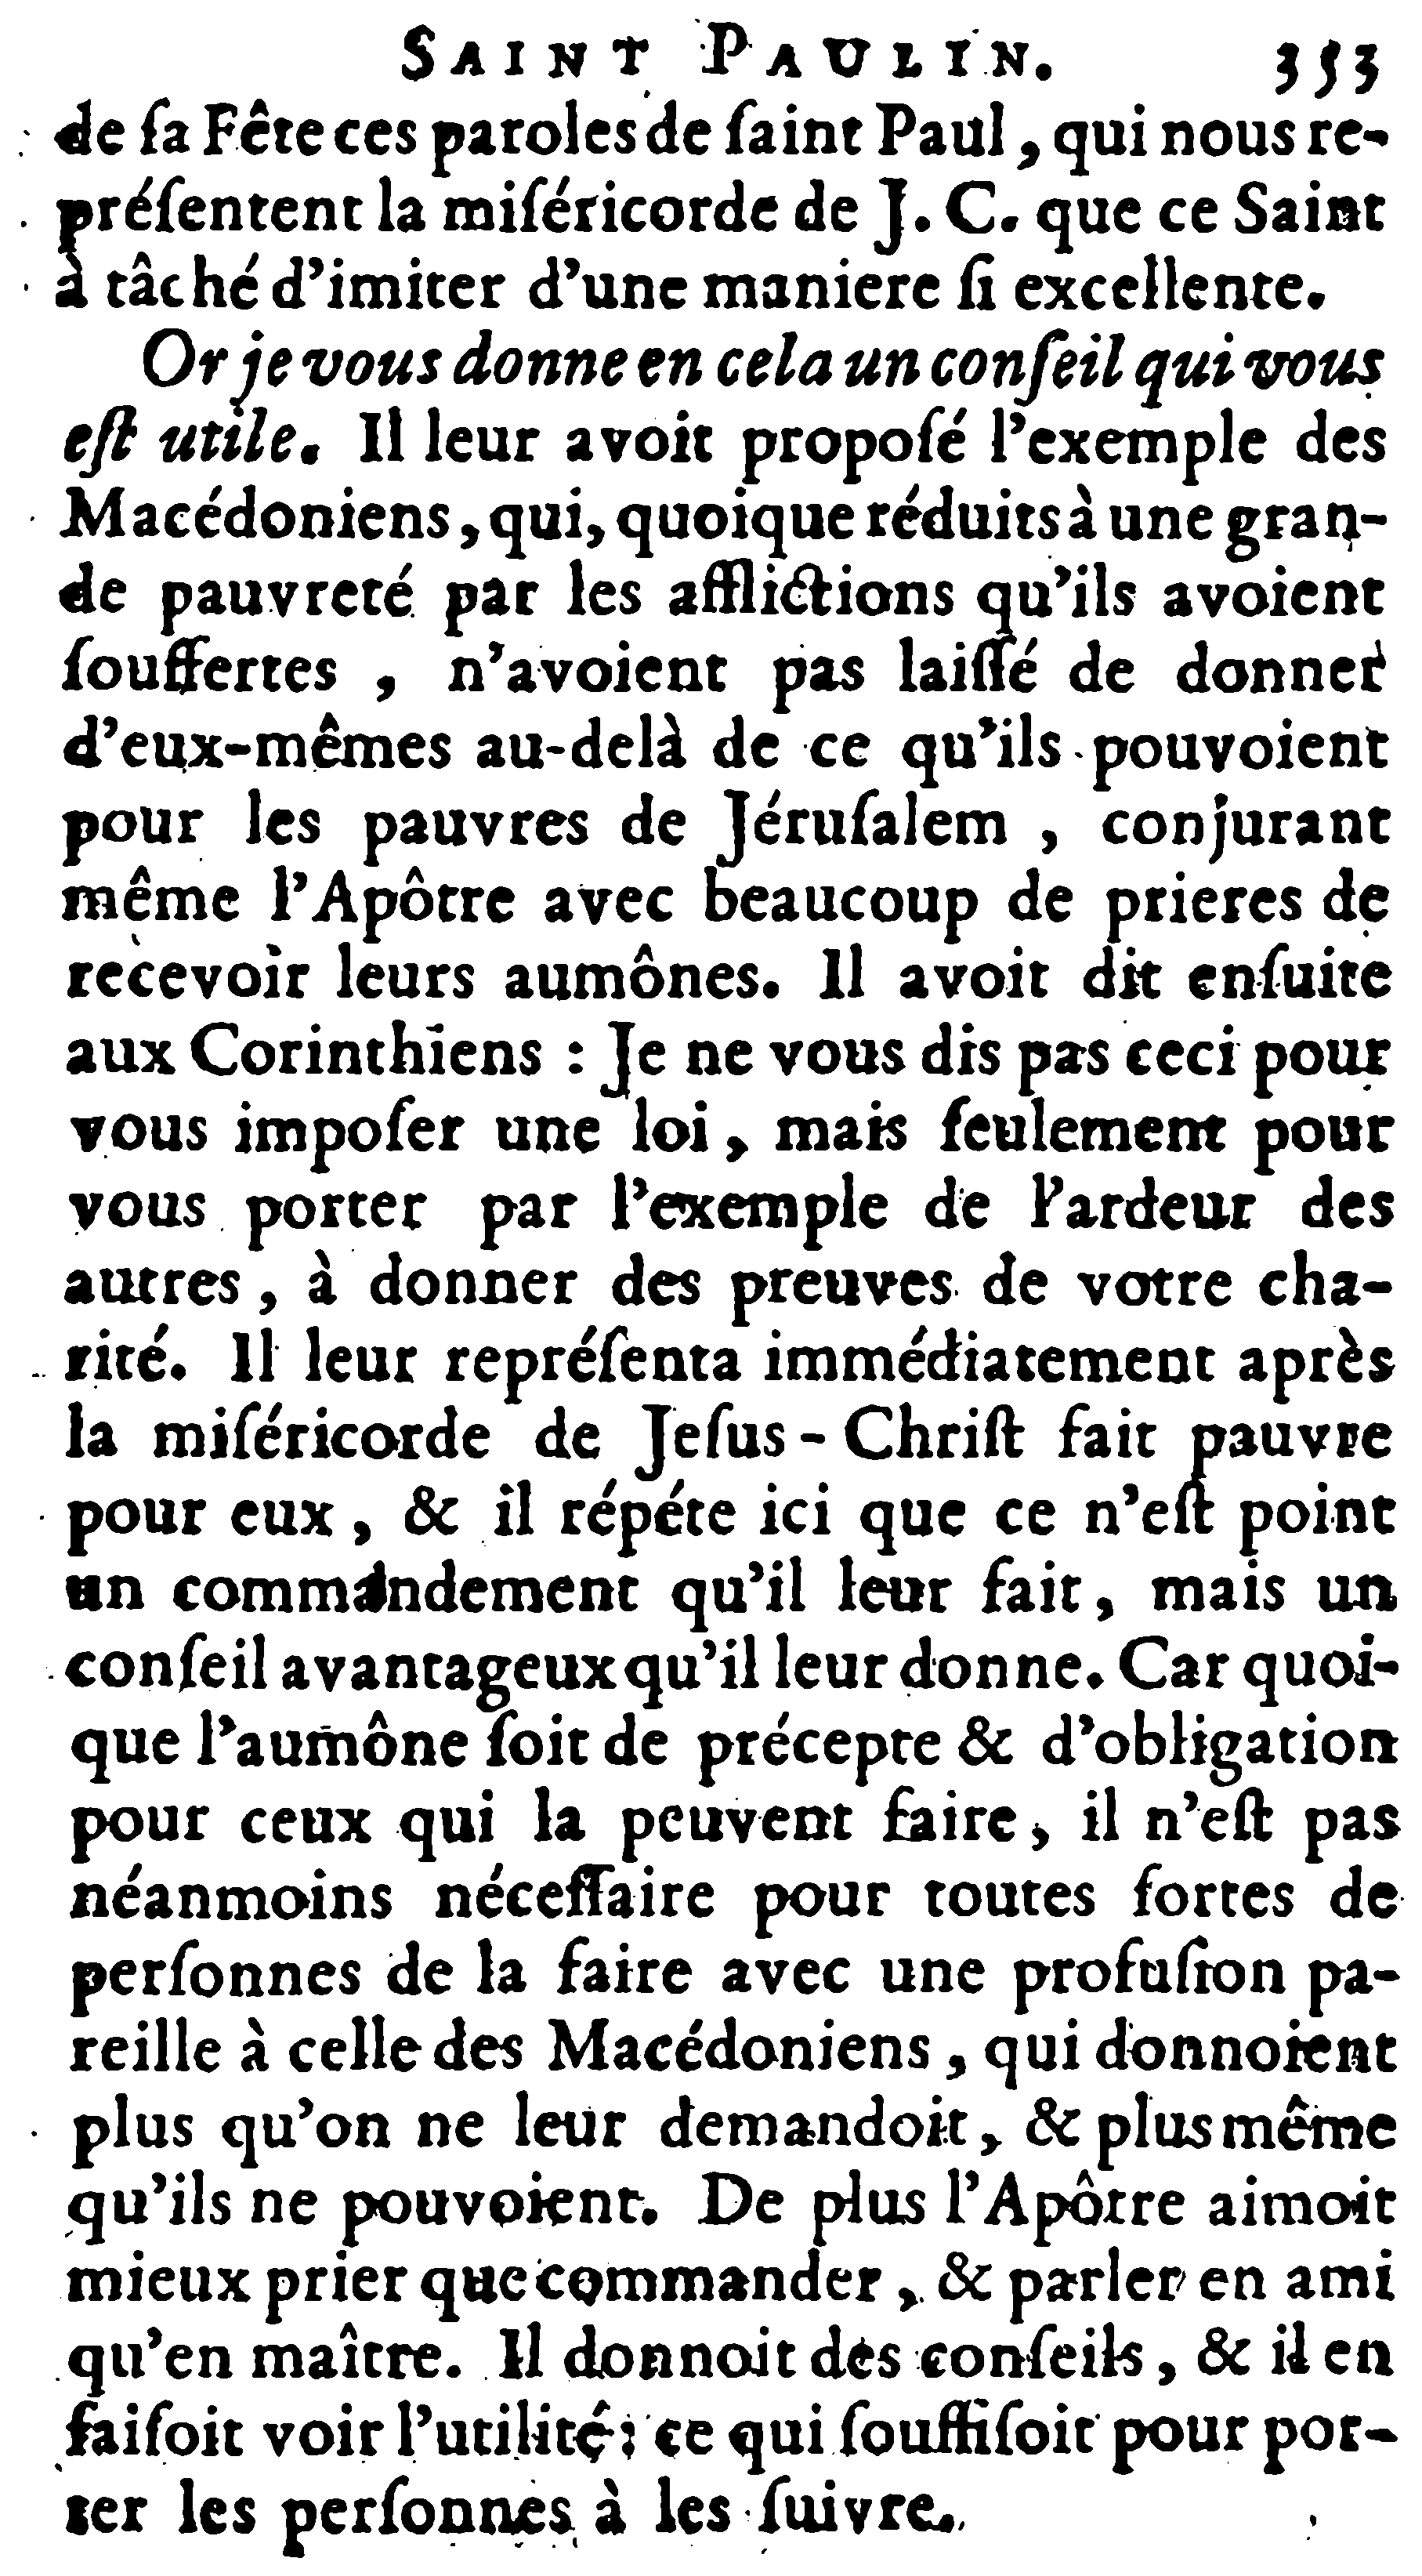 SAINT PAULIN. 353
de ſa Fête ces paroles de ſaint Paul, qui nous re-
préſentent la miſéricorde de J. C. que ce Saint
à tâché d'imiter d'une maniere ſi excellente.
Or je vous donne en cela un conſeil qui vous
eſt utile. Il leur avoit propoſé l'exemple des
Macédoniens, qui, quoique réduits à une gran-
de pauvreté par les afflictions qu'ils avoient
ſouffertes, n'avoient pas laiſſé de donner
d'eux-mêmes au-delà de ce qu'ils pouvoient
pour les pauvres de Jéruſalem, conjurant
même l'Apôtre avec beaucoup de prieres de
recevoir leurs aumônes. Il avoit dit enſuite
aux Corinthiens : Je ne vous dis pas ceci pour
vous impoſer une loi, mais ſeulement pour
vous porter par l'exemple de l'ardeur des
autres, à donner des preuves de votre cha-
rité. Il leur repréſenta immédiatement après
la miſéricorde de Jeſus-Chriſt fait pauvre
pour eux, & il répéte ici que ce n'eſt point
un commandement qu'il leur fait, mais un
conſeil avantageux qu'il leur donne. Car quoi-
que l'aumône ſoit de précepte & d'obligation
pour ceux qui la peuvent faire, il n'eſt pas
néanmoins néceſſaire pour toutes ſortes de
perſonnes de la faire avec une profuſion pa-
reille à celle des Macédoniens, qui donnoient
plus qu'on ne leur demandoit, & plus même
qu'ils ne pouvoient. De plus l'Apôtre aimoit
mieux prier que commander, & parler en ami
qu'en maître. Il donnoit des conſeils, & il en
faiſoit voir l'utilité; ce qui ſouffiſoit pour por-
ter les perſonnes à les ſuivre.